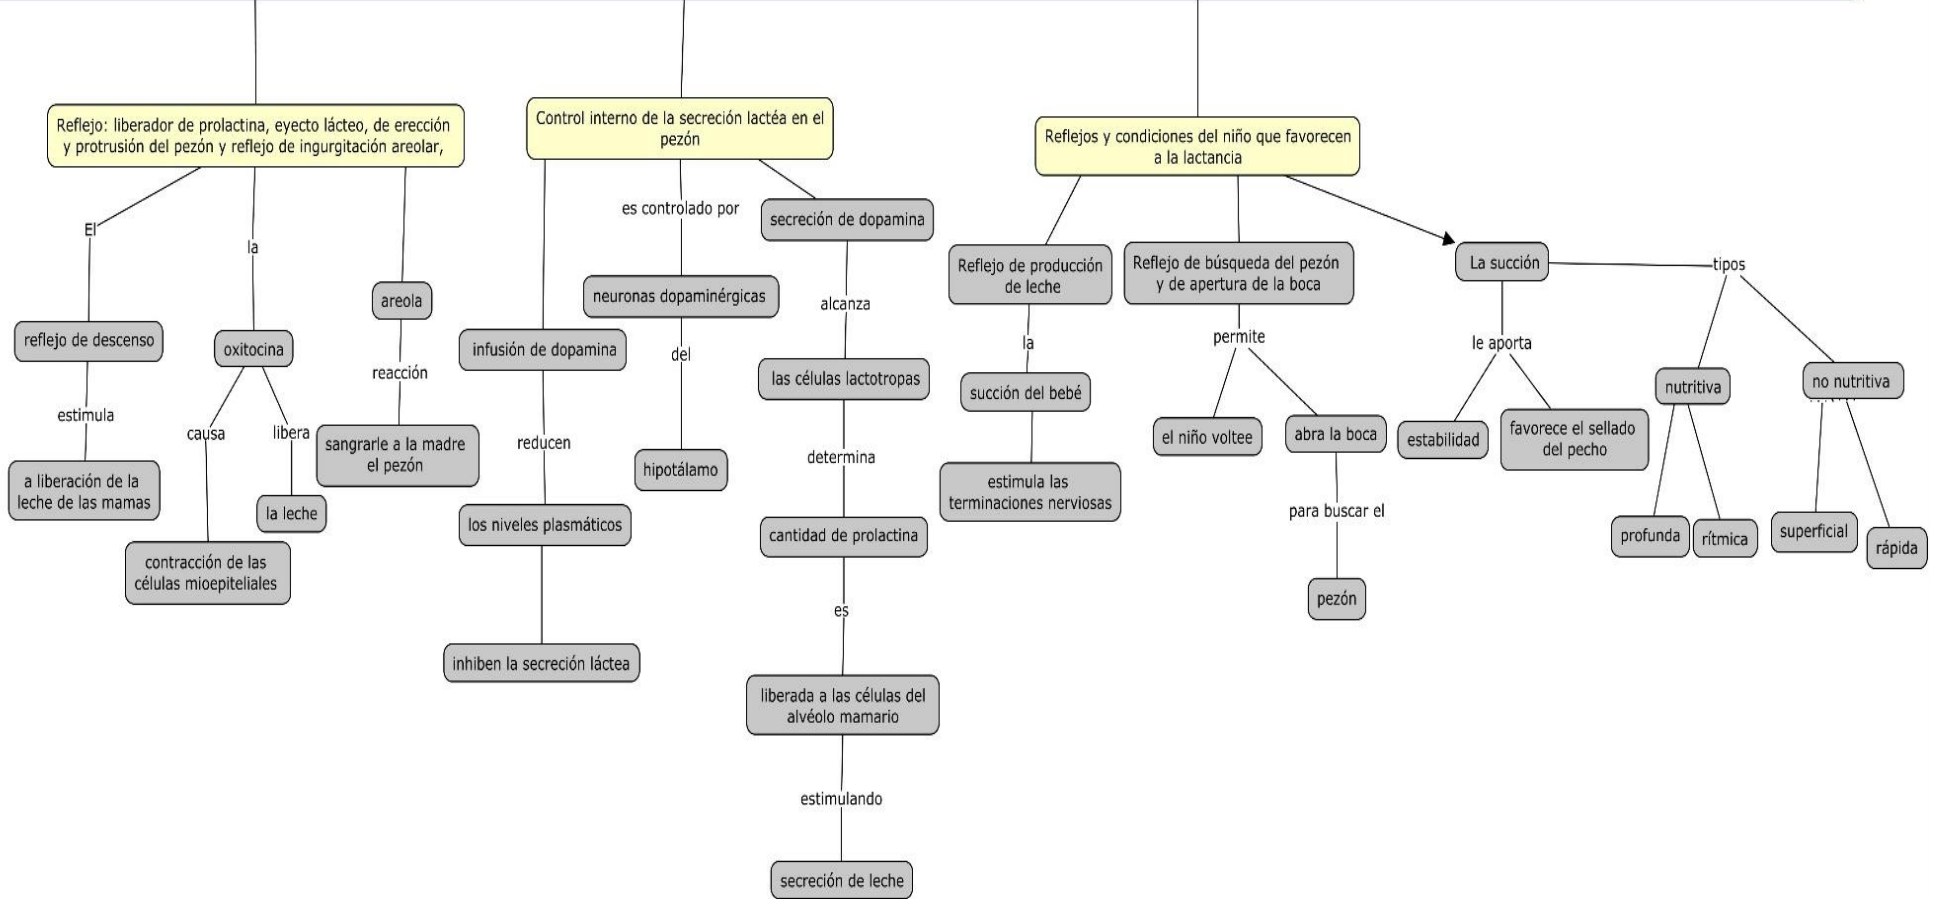 Reflejo: liberador de prolactina, eyecto lácteo, de erección
y protrusión del pezón y reflejo de ingurgitación areolar,
El
reflejo de descenso
estimula
a liberación de la
leche de las mamas
la
oxitocina
causa
contracción de las
células mioepiteliales
libera
la leche
areola
reacción
sangrarle a la madre
el pezón
Control interno de la secreción lactéa en el
pezón
infusión de dopamina
reducen
los niveles plasmáticos
inhiben la secreción láctea
es controlado por
neuronas dopaminérgicas
del
hipotálamo
secreción de dopamina
alcanza
las células lactotropas
determina
cantidad de prolactina
es
liberada a las células del
alvéolo mamario
estimulando
secreción de leche
Reflejos y condiciones del niño que favorecen
a la lactancia
Reflejo de producción
de leche
la
succión del bebé
estimula las
terminaciones nerviosas
Reflejo de búsqueda del pezón
y de apertura de la boca
permite
el niño voltee
abra la boca
para buscar el
pezón
La succión
le aporta
estabilidad
favorece el sellado
del pecho
tipos
nutritiva
profunda
rítmica
no nutritiva
superficial
rápida